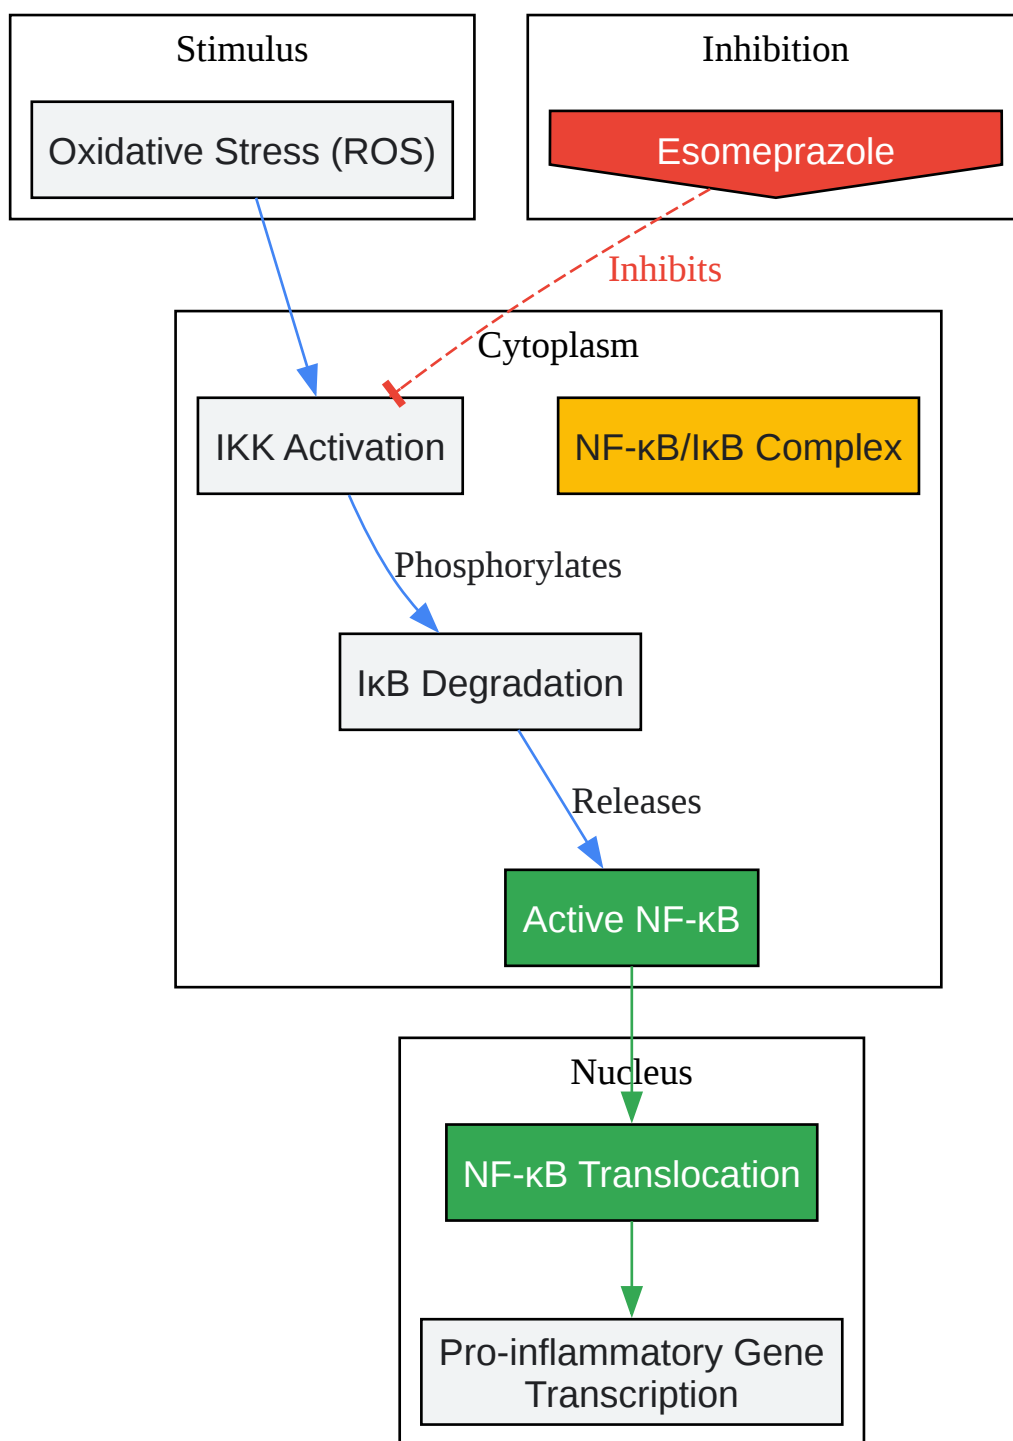 Stimulus
Inhibition
Oxidative Stress (ROS)
Esomeprazole
Inhibits
Cytoplasm
IKK Activation
NF-κB/IκB Complex
Phosphorylates
IκB Degradation
Releases
Active NF-κB
Nucleus
NF-κB Translocation
Pro-inflammatory Gene
Transcription